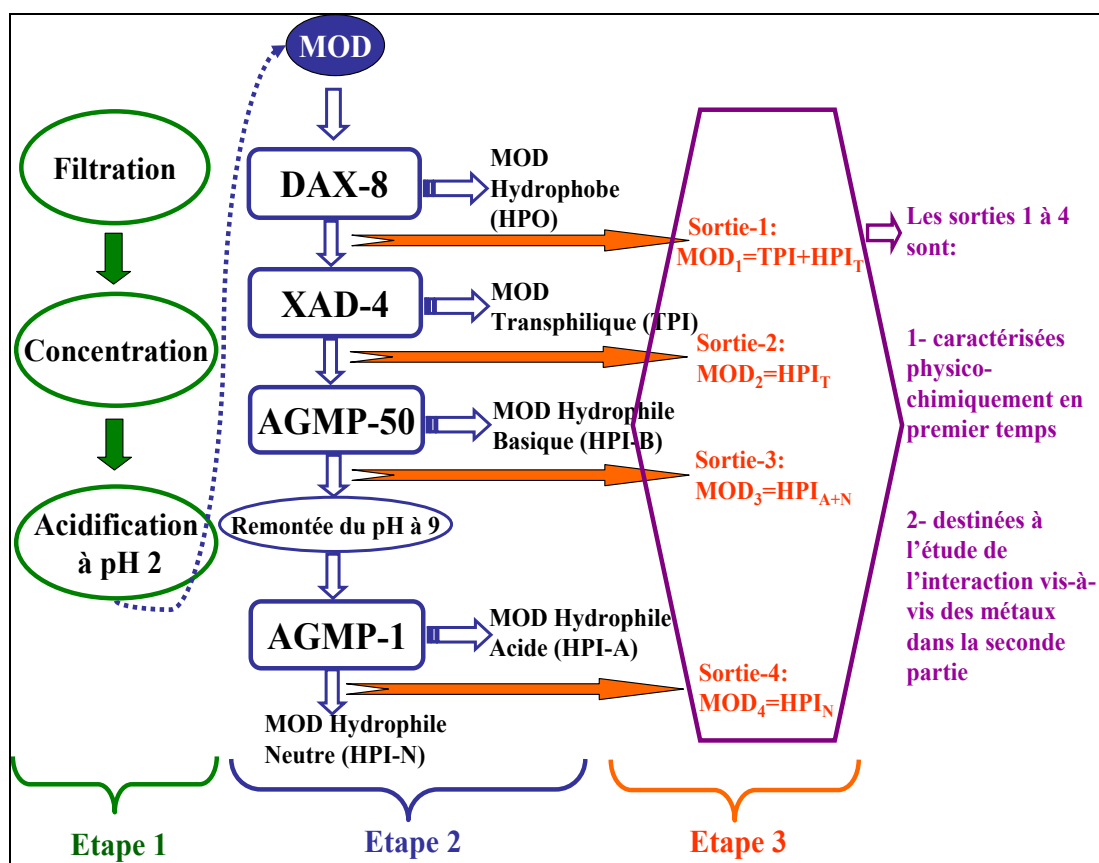 MOD
Filtration
Concentration
Acidification
à pH 2
DAX-8
MOD
Hydrophobe
(HPO)
XAD-4
MOD
Transphilique (TPI)
AGMP-50
MOD Hydrophile
Basique (HPI-B)
Remontée du pH à 9
AGMP-1
MOD Hydrophile
Acide (HPI-A)
MOD Hydrophile
Neutre (HPI-N)
Sortie-1:
MOD₁=TPI+HPI_T
Sortie-2:
MOD₂=HPI_T
Sortie-3:
MOD₃=HPI_A+N
Sortie-4:
MOD₄=HPI_N
Les sorties 1 à 4
sont:
1- caractérisées
physico-
chimiquement en
premier temps
2- destinées à
l’étude de
l’interaction vis-à-
vis des métaux
dans la seconde
partie
Etape 1
Etape 2
Etape 3